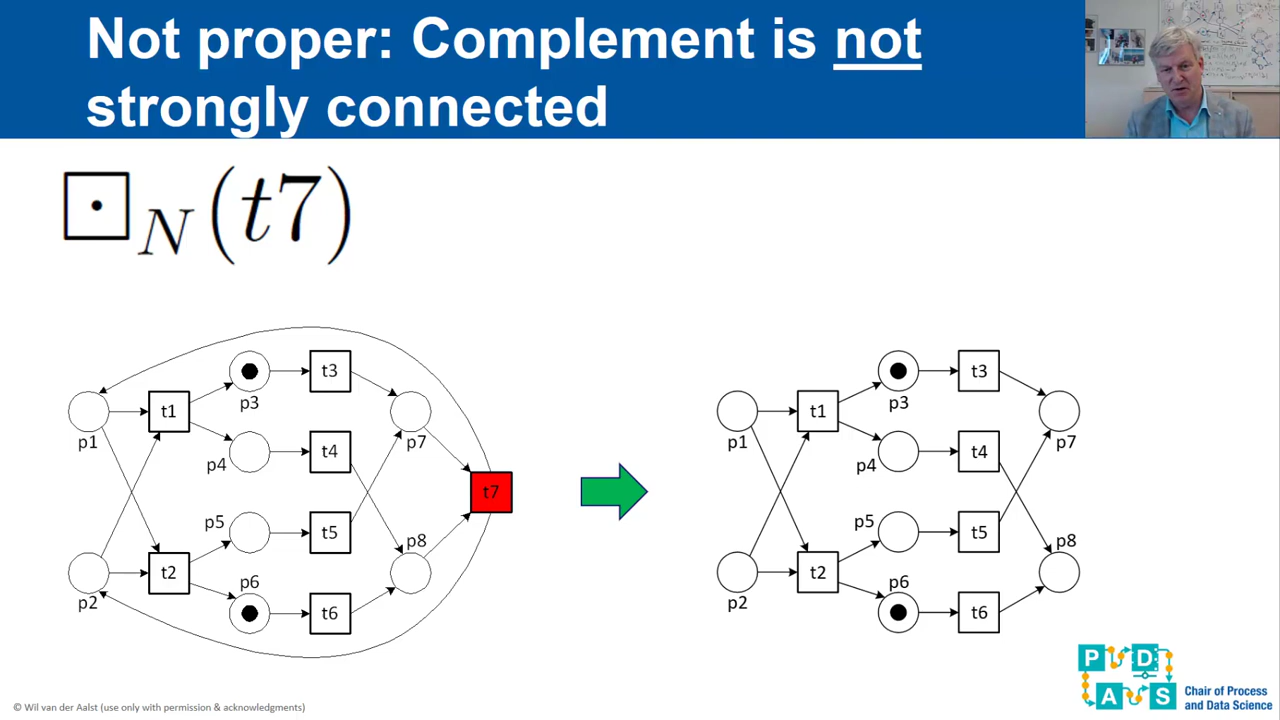 Not proper: Complement is not
strongly connected
⊡N(t7)
p1
p2
t1
t2
p3
p4
p5
p6
t3
t4
t5
t6
p7
p8
t7
p1
p2
t1
t2
p3
p4
p5
p6
t3
t4
t5
t6
p7
p8
P D
A S
Chair of Process
and Data Science
© Wil van der Aalst (use only with permission & acknowledgments)